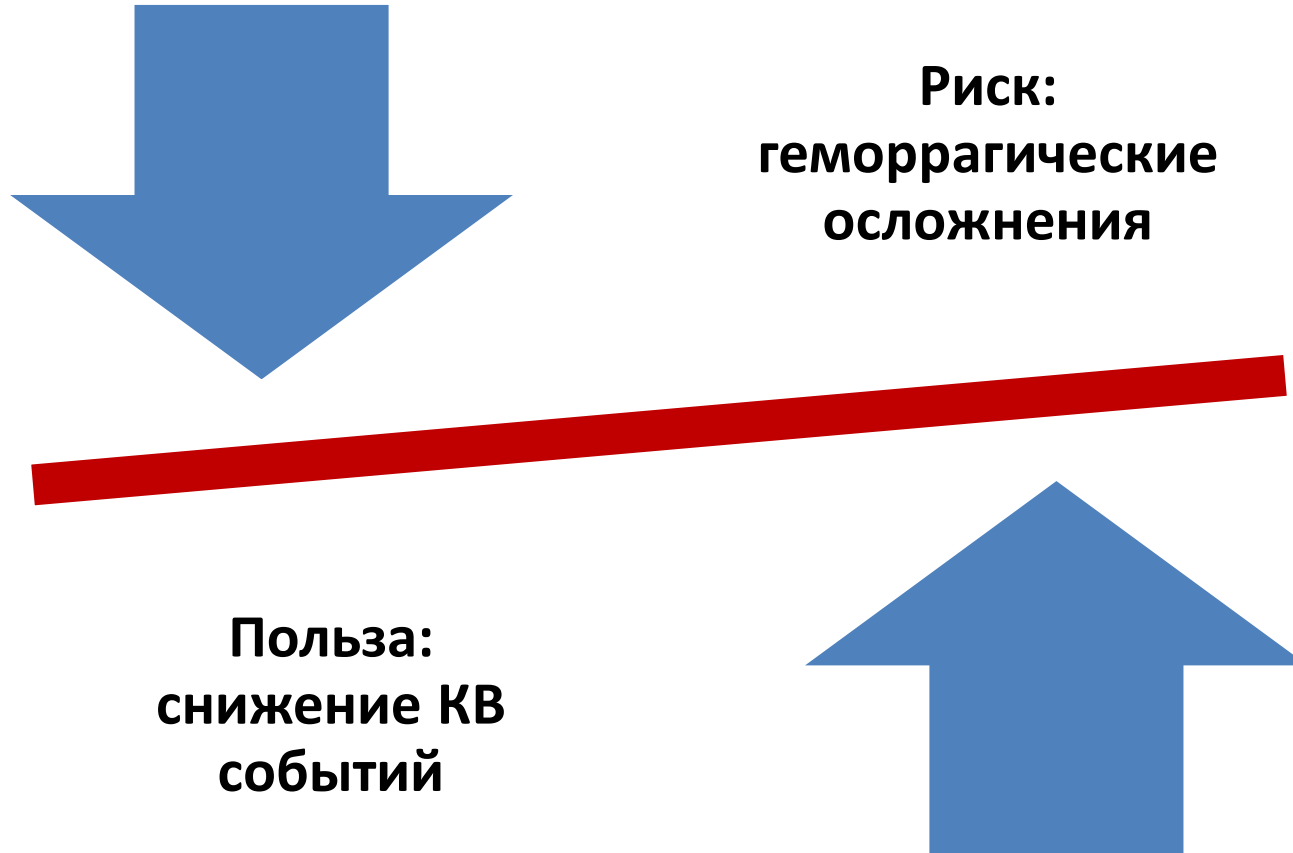 Риск:
геморрагические
осложнения
Польза:
снижение КВ
событий